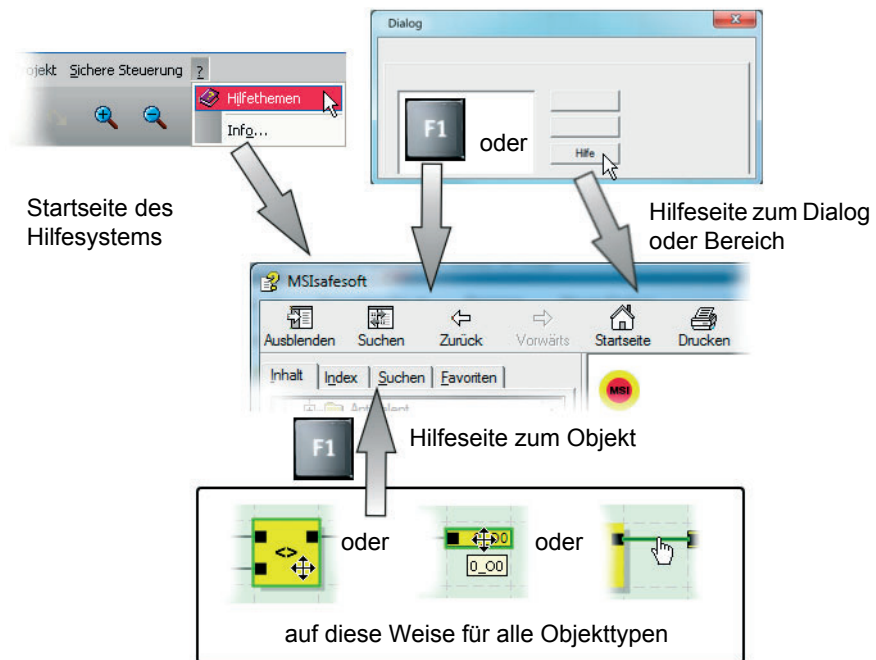 Dialog
ojekt Sichere Steuerung ?
Hilfethemen
Info...
F1 oder
Hilfe
Startseite des
Hilfesystems
Hilfeseite zum Dialog
oder Bereich
MSIsafesoft
Ausblenden Suchen Zurück Vorwärts Startseite Drucken
Inhalt Index Suchen Favoriten
MSI
F1
Hilfeseite zum Objekt
<> oder oder
0_O0
auf diese Weise für alle Objekttypen